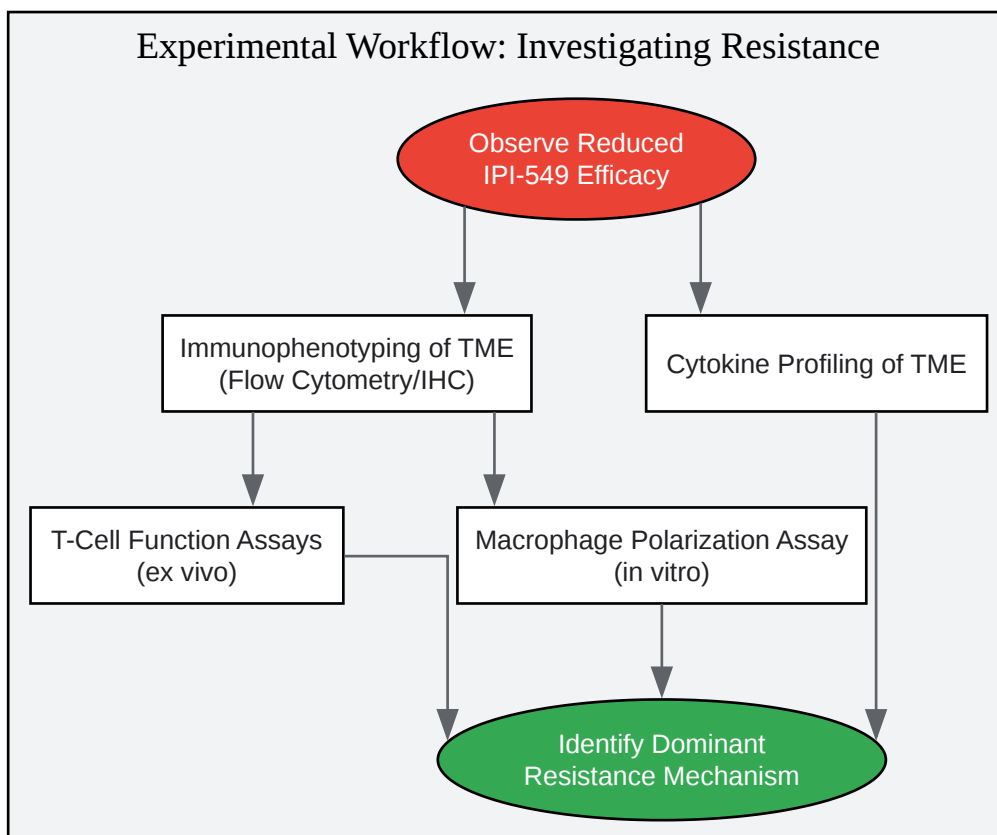 Experimental Workflow: Investigating Resistance
Observe Reduced
IPI-549 Efficacy
Immunophenotyping of TME
(Flow Cytometry/IHC)
Cytokine Profiling of TME
T-Cell Function Assays
(ex vivo)
Macrophage Polarization Assay
(in vitro)
Identify Dominant
Resistance Mechanism